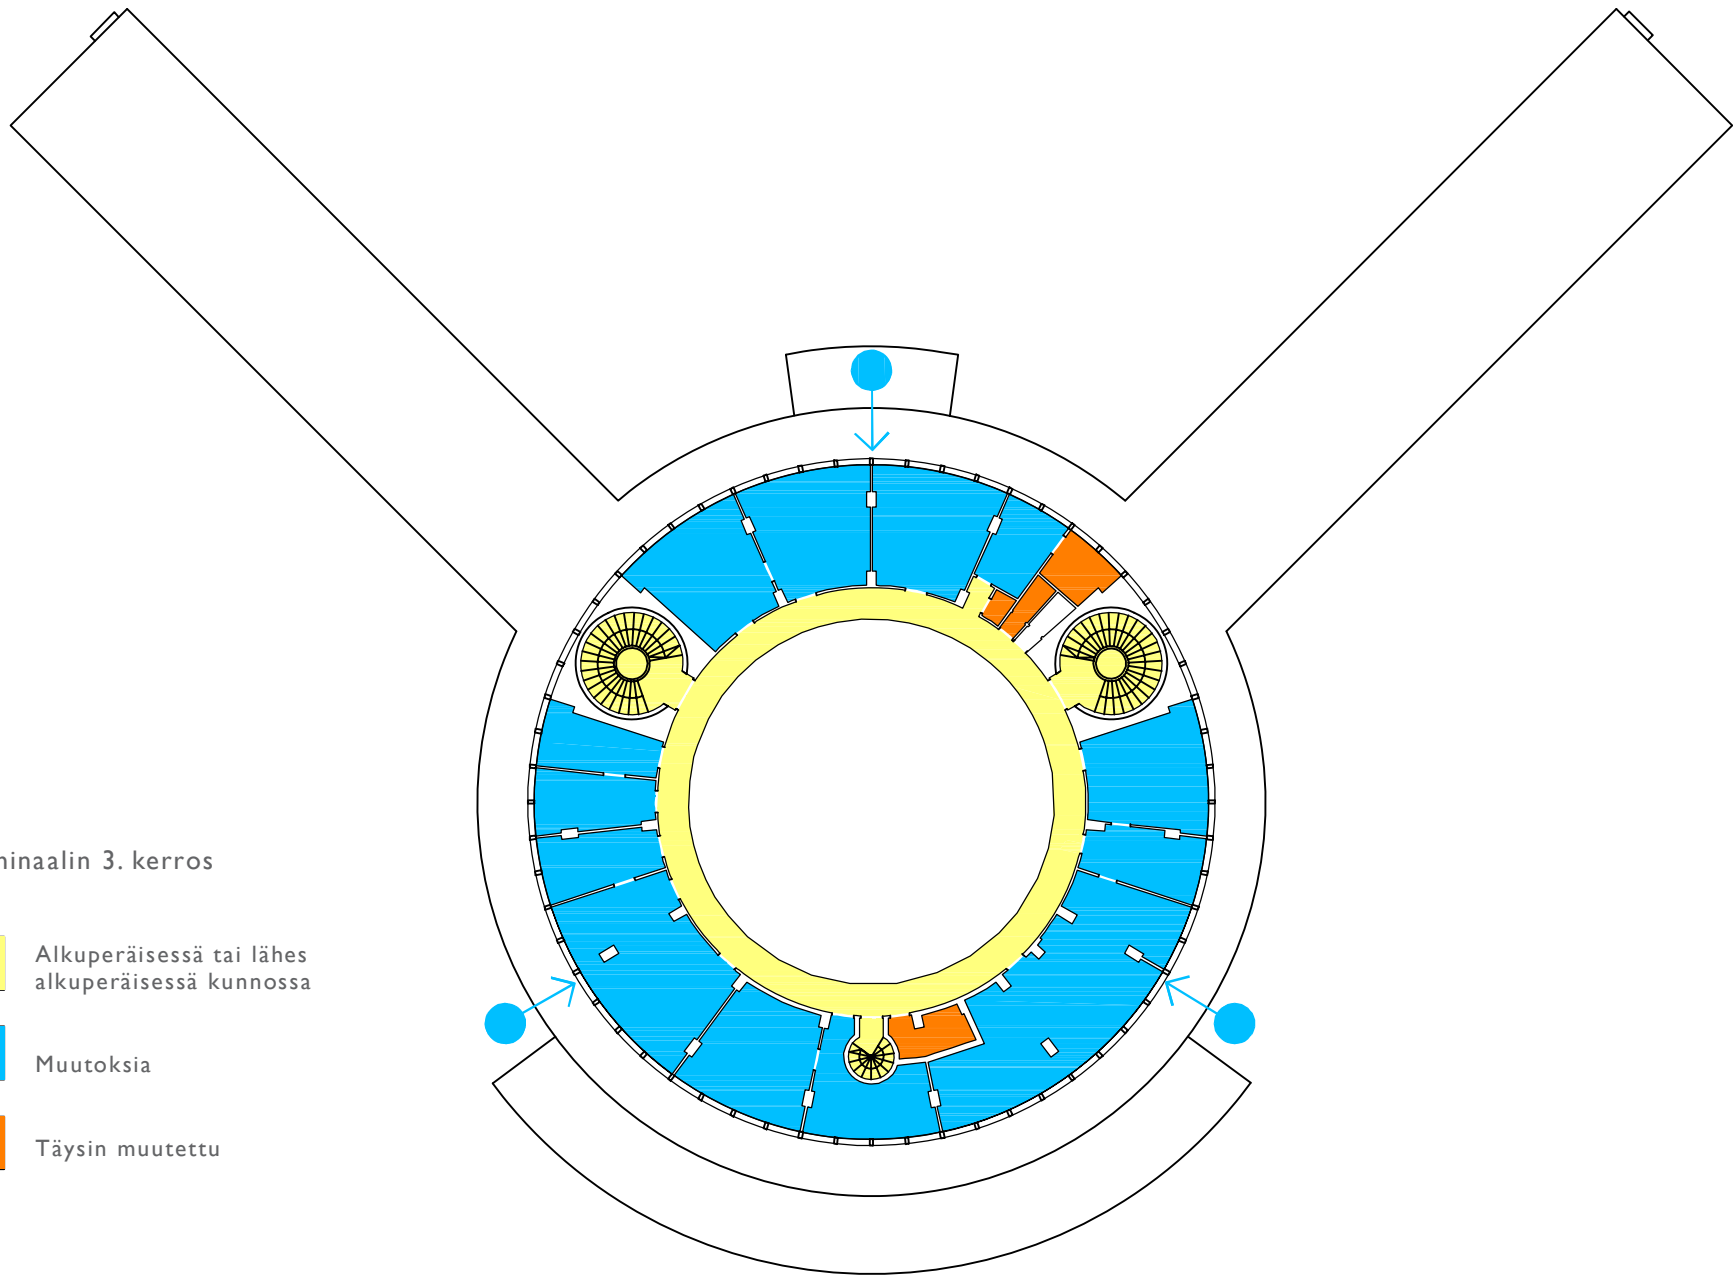 minaalin 3. kerros
Alkuperäisessä tai lähes
alkuperäisessä kunnossa
Muutoksia
Täysin muutettu